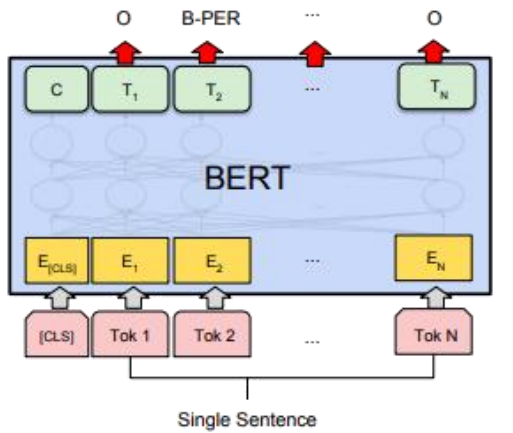 O B-PER ... O
C T1 T2 ... TN
BERT
E[CLS] E1 E2 ... EN
[CLS] Tok 1 Tok 2 ... Tok N
Single Sentence